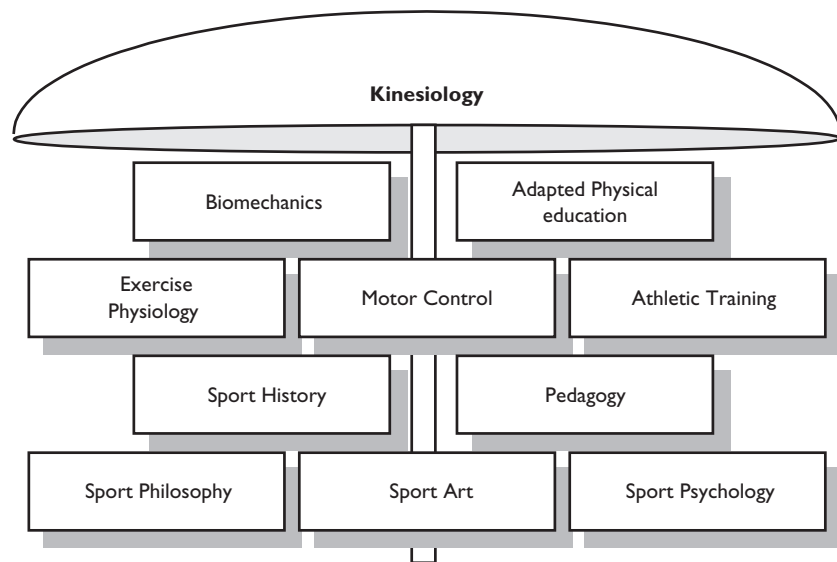 Kinesiology
Biomechanics
Adapted Physical
education
Exercise
Physiology
Motor Control
Athletic Training
Sport History
Pedagogy
Sport Philosophy
Sport Art
Sport Psychology